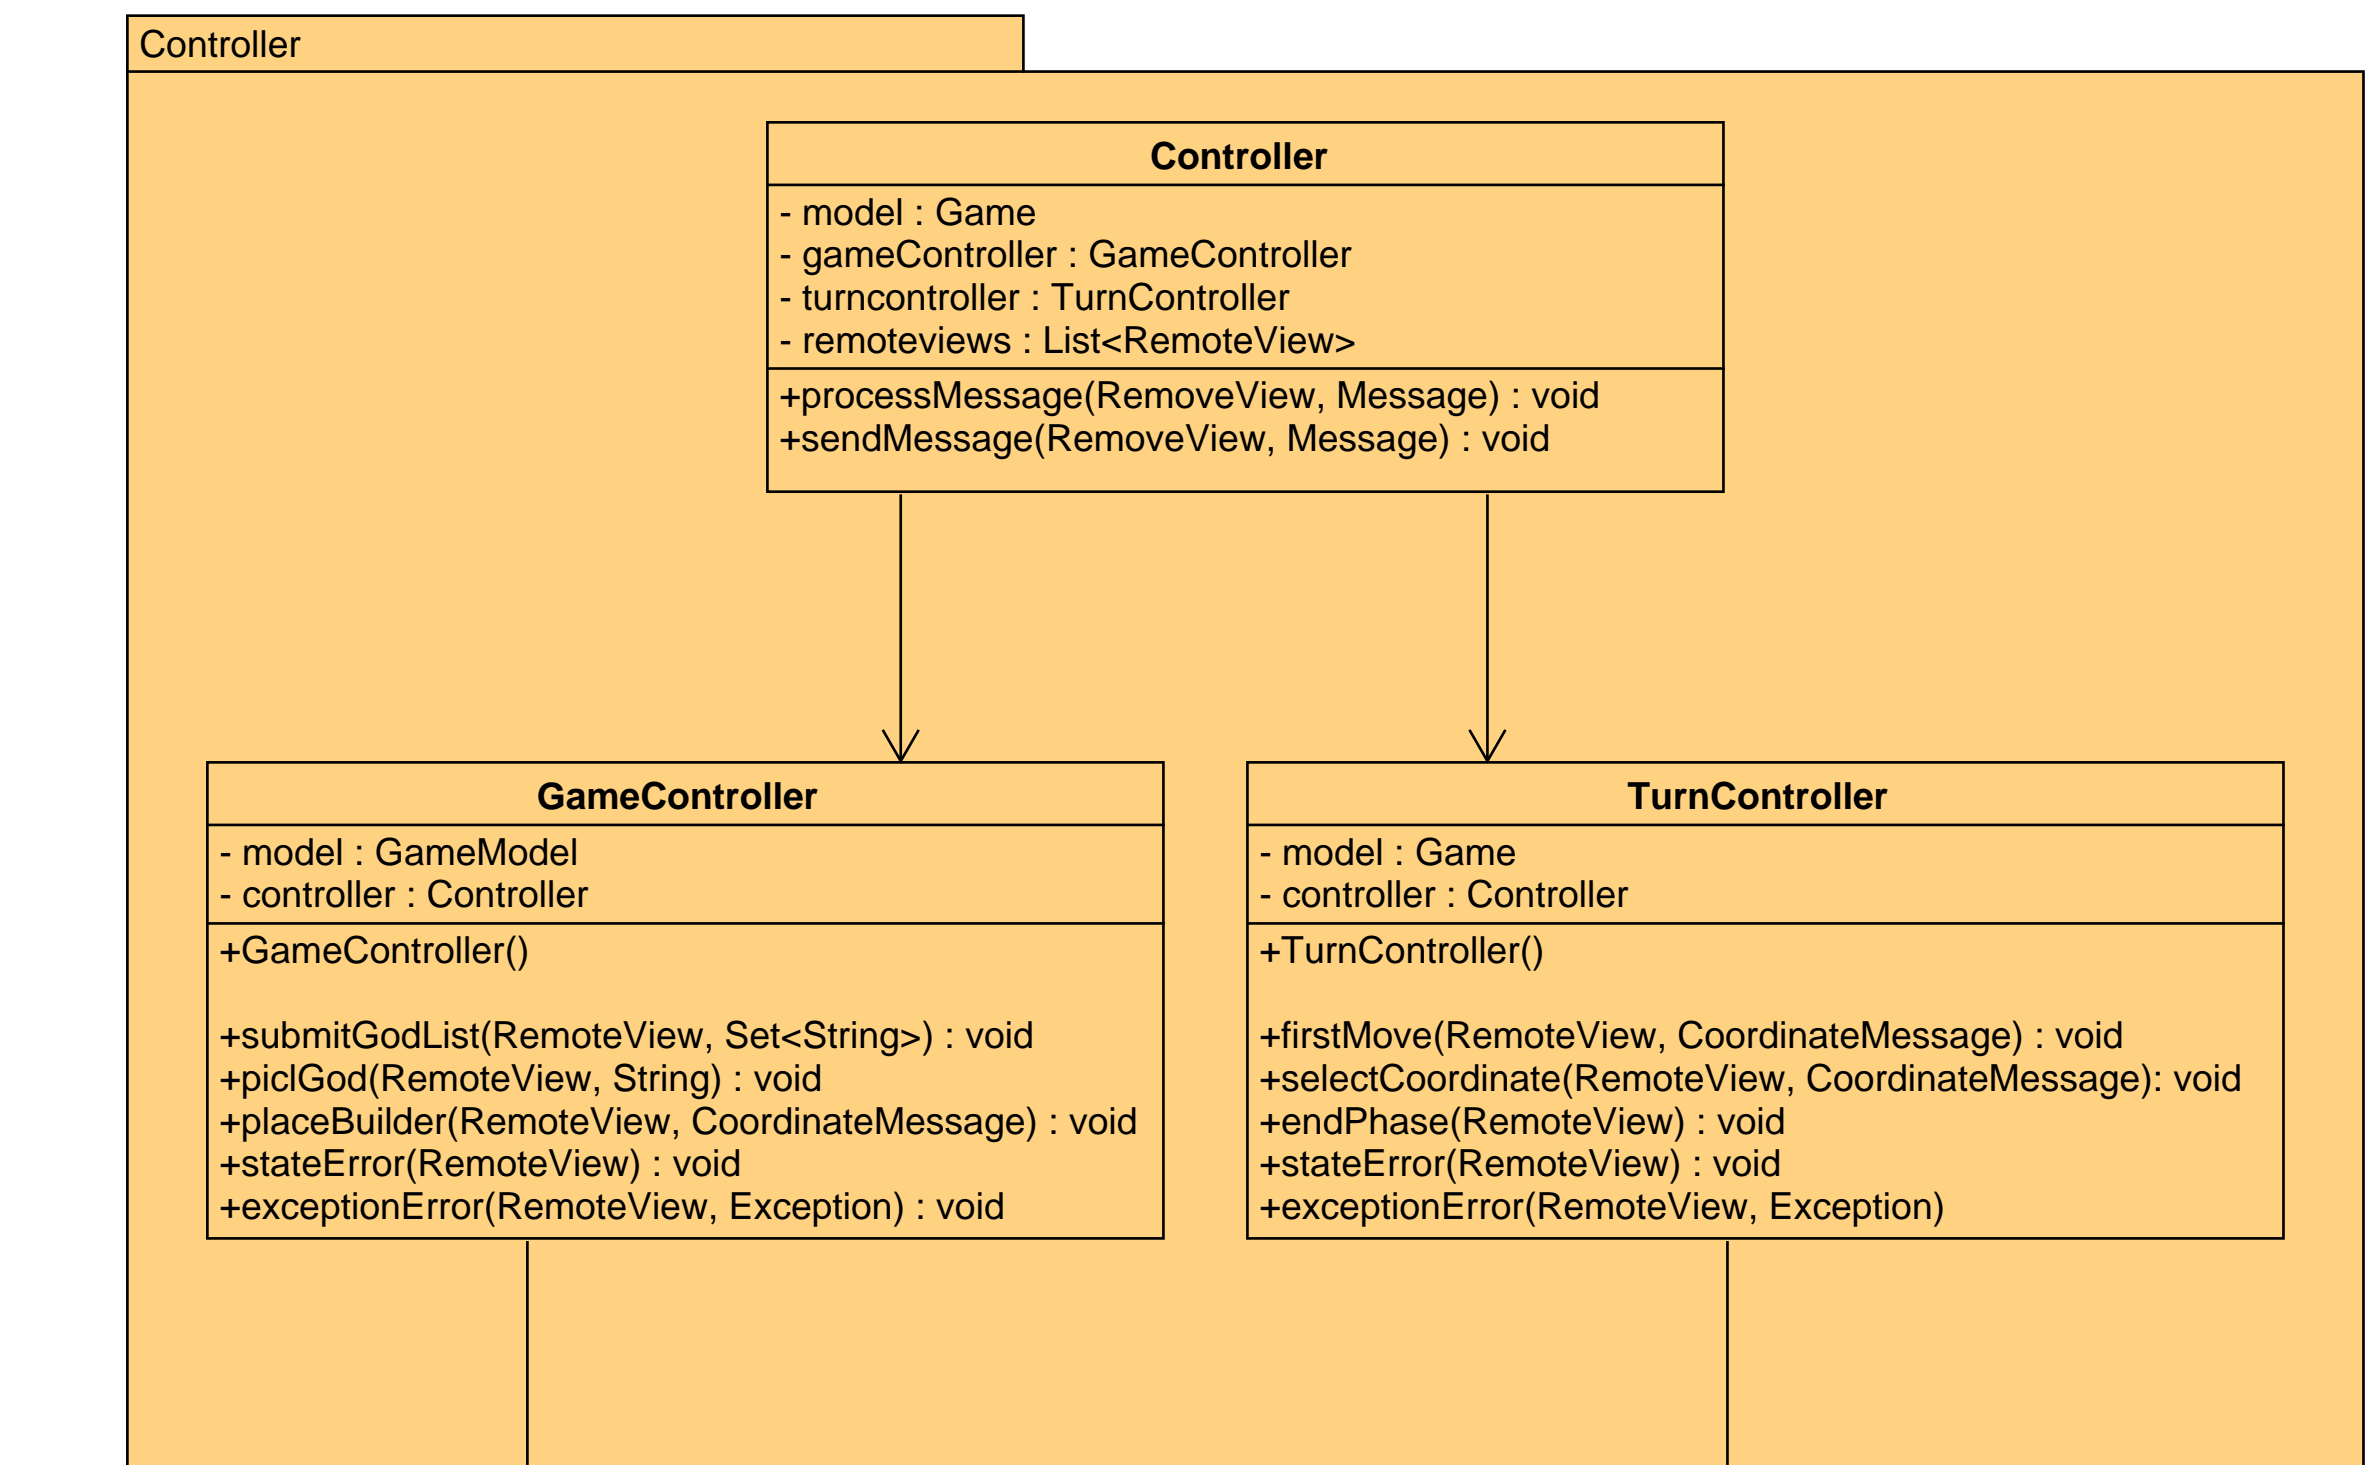 Controller
Controller
- model : Game
- gameController : GameController
- turncontroller : TurnController
- remoteviews : List<RemoteView>
+processMessage(RemoveView, Message) : void
+sendMessage(RemoveView, Message) : void
GameController
- model : GameModel
- controller : Controller
+GameController()
+submitGodList(RemoteView, Set<String>) : void
+piclGod(RemoteView, String) : void
+placeBuilder(RemoteView, CoordinateMessage) : void
+stateError(RemoteView) : void
+exceptionError(RemoteView, Exception) : void
TurnController
- model : Game
- controller : Controller
+TurnController()
+firstMove(RemoteView, CoordinateMessage) : void
+selectCoordinate(RemoteView, CoordinateMessage): void
+endPhase(RemoteView) : void
+stateError(RemoteView) : void
+exceptionError(RemoteView, Exception)